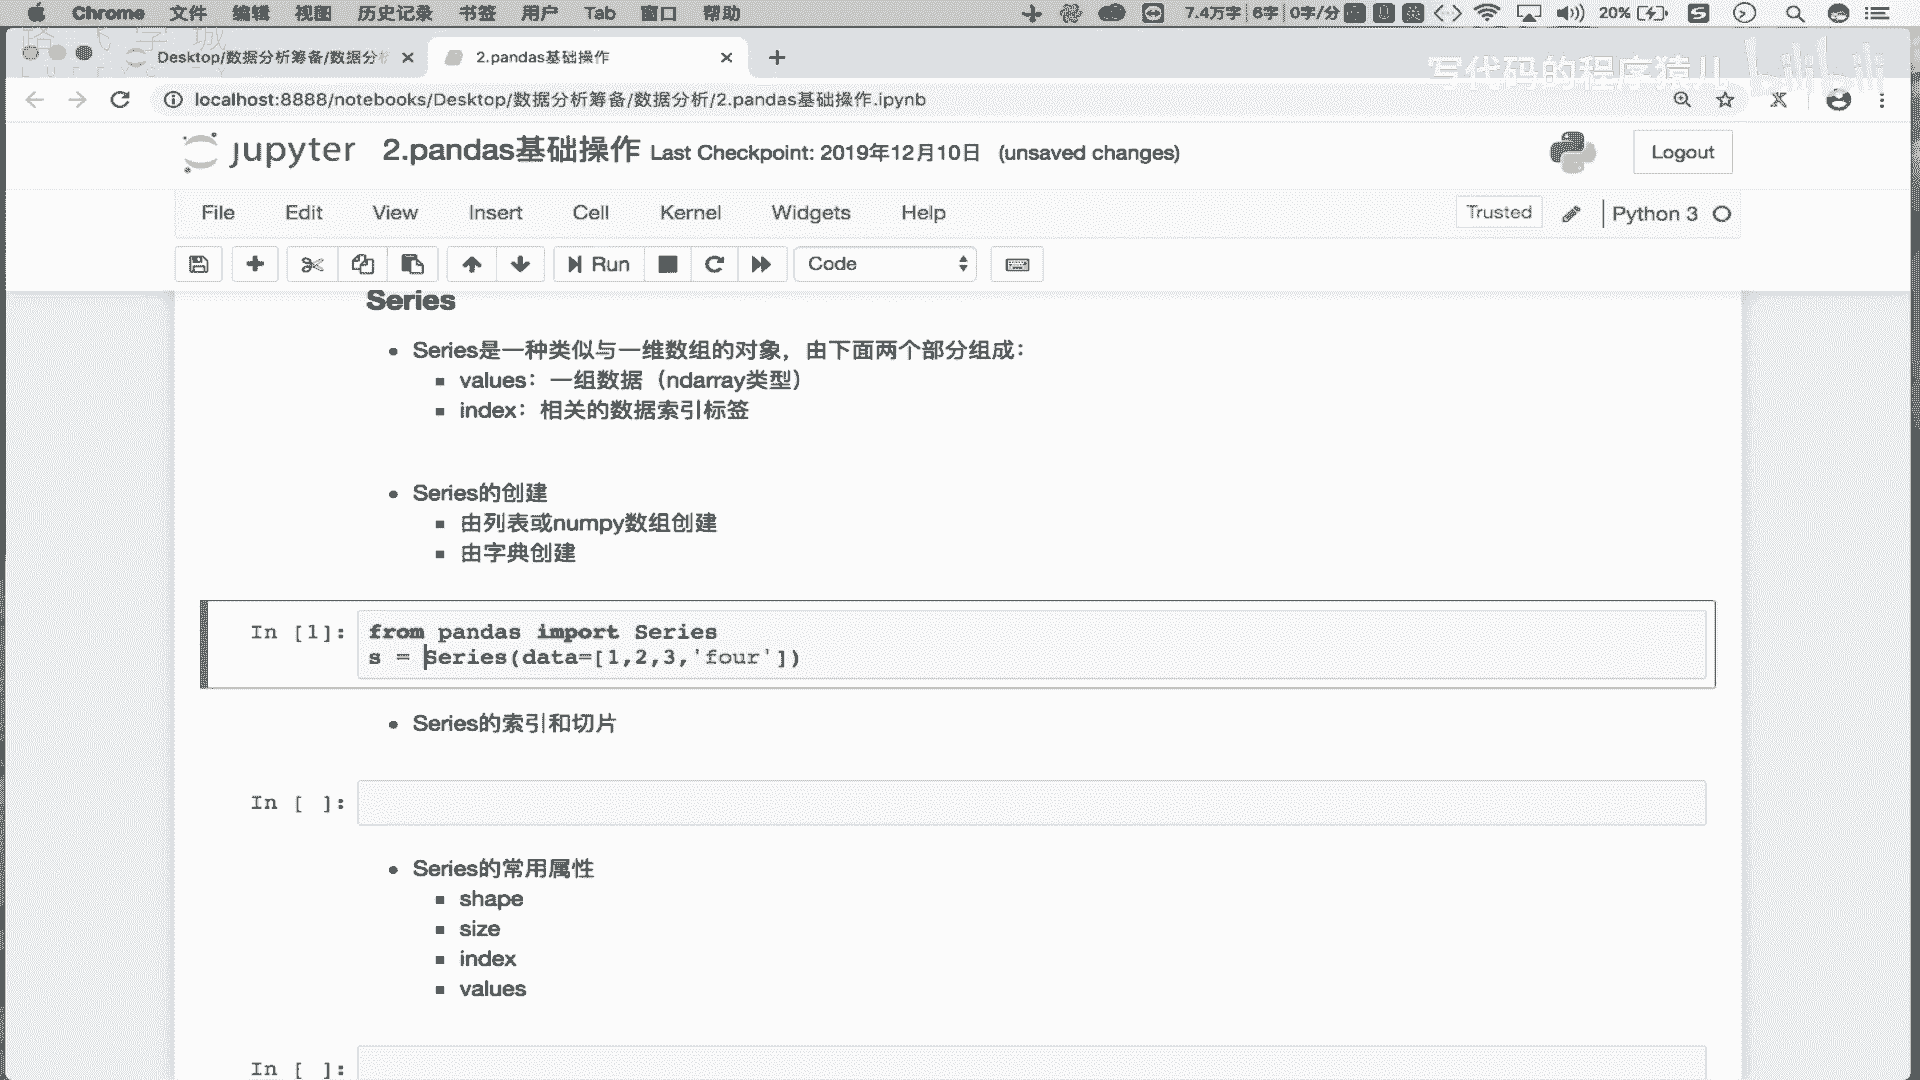 Chrome 文件 编辑 视图 历史记录 书签 用户 Tab 窗口 帮助 7.4万字 6字 0字/分 20%
Desktop/数据分析筹备/数据分析 2.pandas基础操作
写代码的程序猿儿 bilibili
localhost:8888/notebooks/Desktop/数据分析筹备/数据分析/2.pandas基础操作.ipynb
jupyter 2.pandas基础操作 Last Checkpoint: 2019年12月10日 (unsaved changes) Logout
File Edit View Insert Cell Kernel Widgets Help Trusted Python 3
Run Code
Series
Series是一种类似与一维数组的对象，由下面两个部分组成：
values：一组数据（ndarray类型）
index：相关的数据索引标签
Series的创建
由列表或numpy数组创建
由字典创建
In [1]: from pandas import Series
s = Series(data=[1,2,3,'four'])
Series的索引和切片
In [ ]:
Series的常用属性
shape
size
index
values
In [ ]: